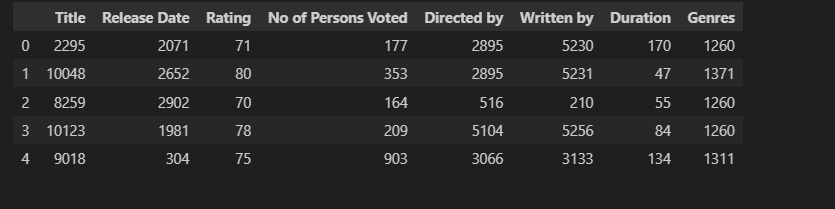 Title Release Date Rating No of Persons Voted Directed by Written by Duration Genres
0 2295 2071 71 177 2895 5230 170 1260
1 10048 2652 80 353 2895 5231 47 1371
2 8259 2902 70 164 516 210 55 1260
3 10123 1981 78 209 5104 5256 84 1260
4 9018 304 75 903 3066 3133 134 1311